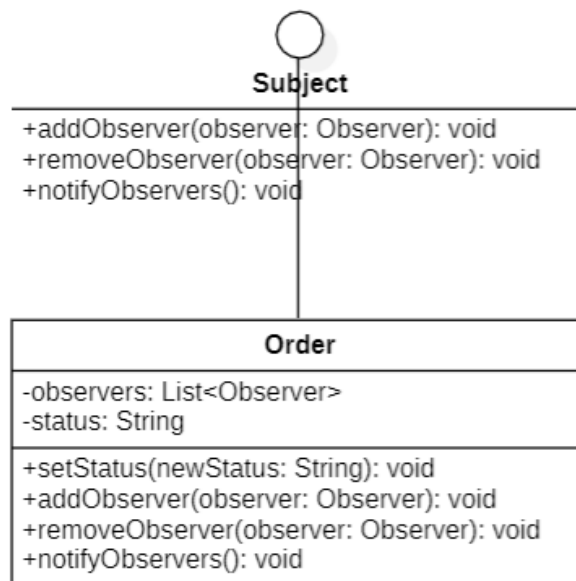 Subject
+addObserver(observer: Observer): void
+removeObserver(observer: Observer): void
+notifyObservers(): void
Order
-observers: List<Observer>
-status: String
+setStatus(newStatus: String): void
+addObserver(observer: Observer): void
+removeObserver(observer: Observer): void
+notifyObservers(): void